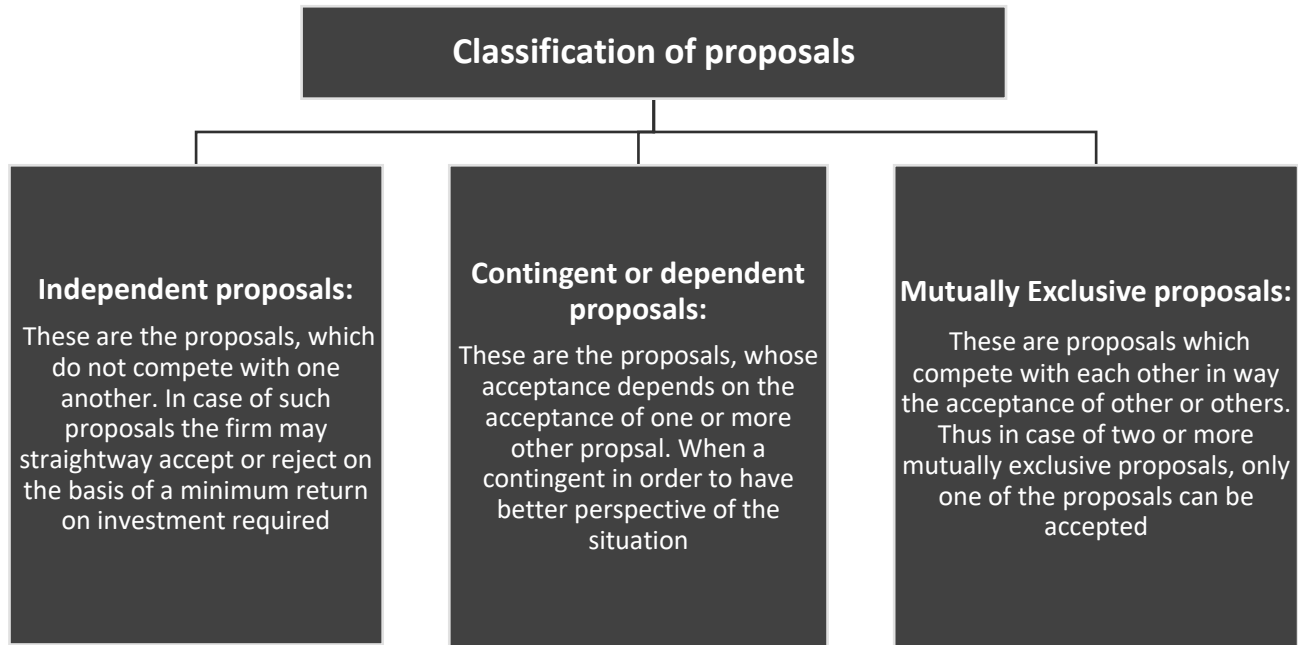 Classification of proposals
Independent proposals:
These are the proposals, which
do not compete with one
another. In case of such
proposals the firm may
straightway accept or reject on
the basis of a minimum return
on investment required
Contingent or dependent
proposals:
These are the proposals, whose
acceptance depends on the
acceptance of one or more
other propsal. When a
contingent in order to have
better perspective of the
situation
Mutually Exclusive proposals:
These are proposals which
compete with each other in way
the acceptance of other or others.
Thus in case of two or more
mutually exclusive proposals, only
one of the proposals can be
accepted